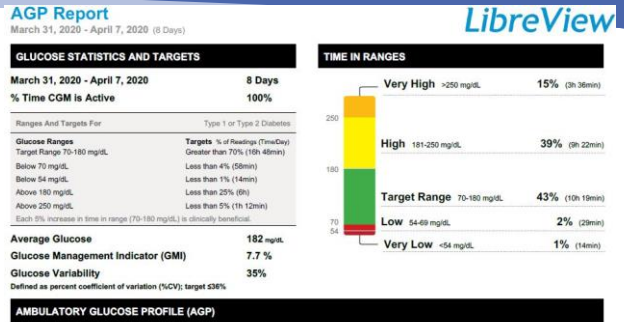 AGP Report
LibreView
March 31, 2020 - April 7, 2020 (8 Days)
GLUCOSE STATISTICS AND TARGETS
March 31, 2020 - April 7, 2020 8 Days
% Time CGM is Active 100%
Ranges And Targets For Type 1 or Type 2 Diabetes
Glucose Ranges Targets % of Readings (Time/Day)
Target Range 70-180 mg/dL Greater than 70% (16h 48min)
Below 70 mg/dL Less than 4% (58min)
Below 54 mg/dL Less than 1% (14min)
Above 180 mg/dL Less than 25% (6h)
Above 250 mg/dL Less than 5% (1h 12min)
Each 5% increase in time in range (70-180 mg/dL) is clinically beneficial.
Average Glucose 182 mg/dL
Glucose Management Indicator (GMI) 7.7 %
Glucose Variability 35%
Defined as percent coefficient of variation (%CV); target ≤36%
TIME IN RANGES
Very High >250 mg/dL 15% (3h 36min)
250
High 181-250 mg/dL 39% (9h 22min)
180
Target Range 70-180 mg/dL 43% (10h 19min)
70
Low 54-69 mg/dL 2% (29min)
54
Very Low <54 mg/dL 1% (14min)
AMBULATORY GLUCOSE PROFILE (AGP)